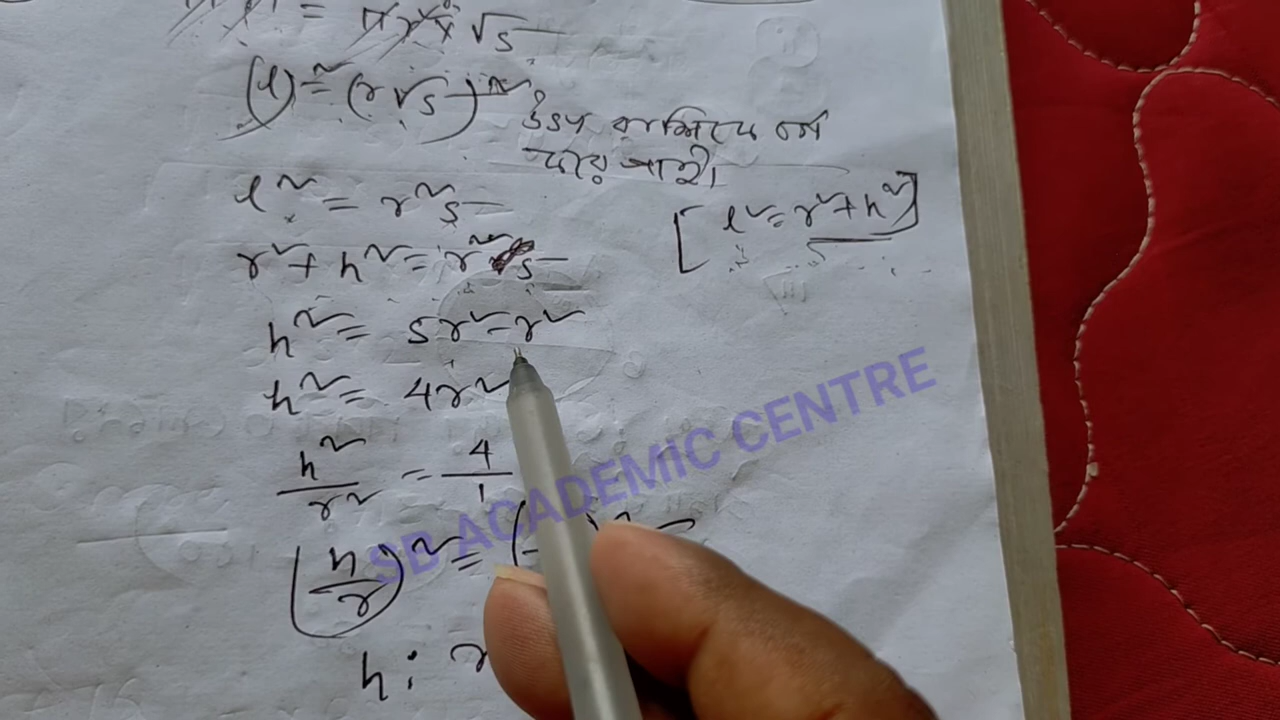 = πr × √5
(l)² = (r√5)²
উভয় বামদিকে বর্গ
করে পাই।
l² = r²5
[l² = r² + h²]
r² + h² = r²5
h² = 5r² - r²
h² = 4r²
h²/r² = 4/1
(h/r)² = (
h : r
SB ACADEMIC CENTRE